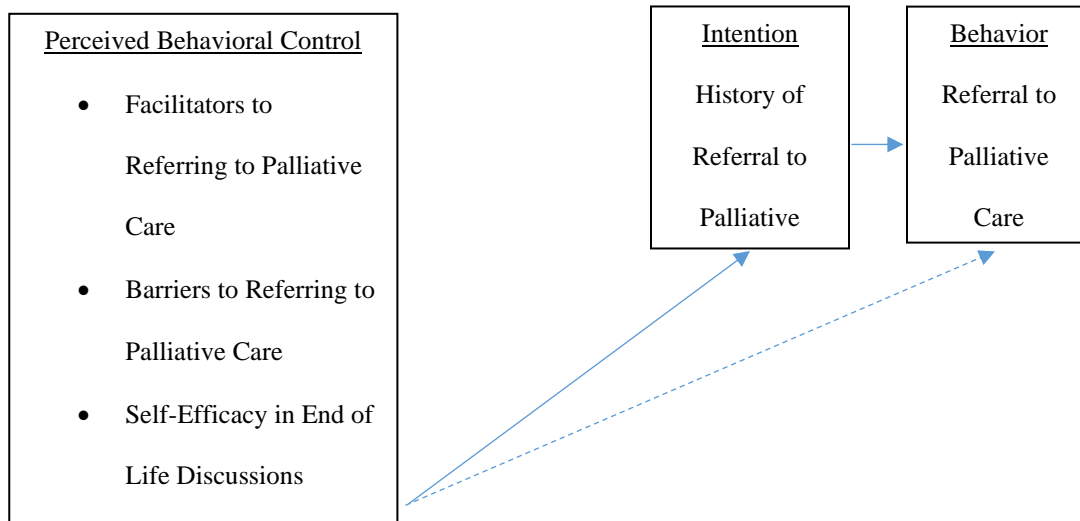 Perceived Behavioral Control
• Facilitators to
Referring to Palliative
Care
• Barriers to Referring to
Palliative Care
• Self-Efficacy in End of
Life Discussions
Intention
History of
Referral to
Palliative
Behavior
Referral to
Palliative
Care